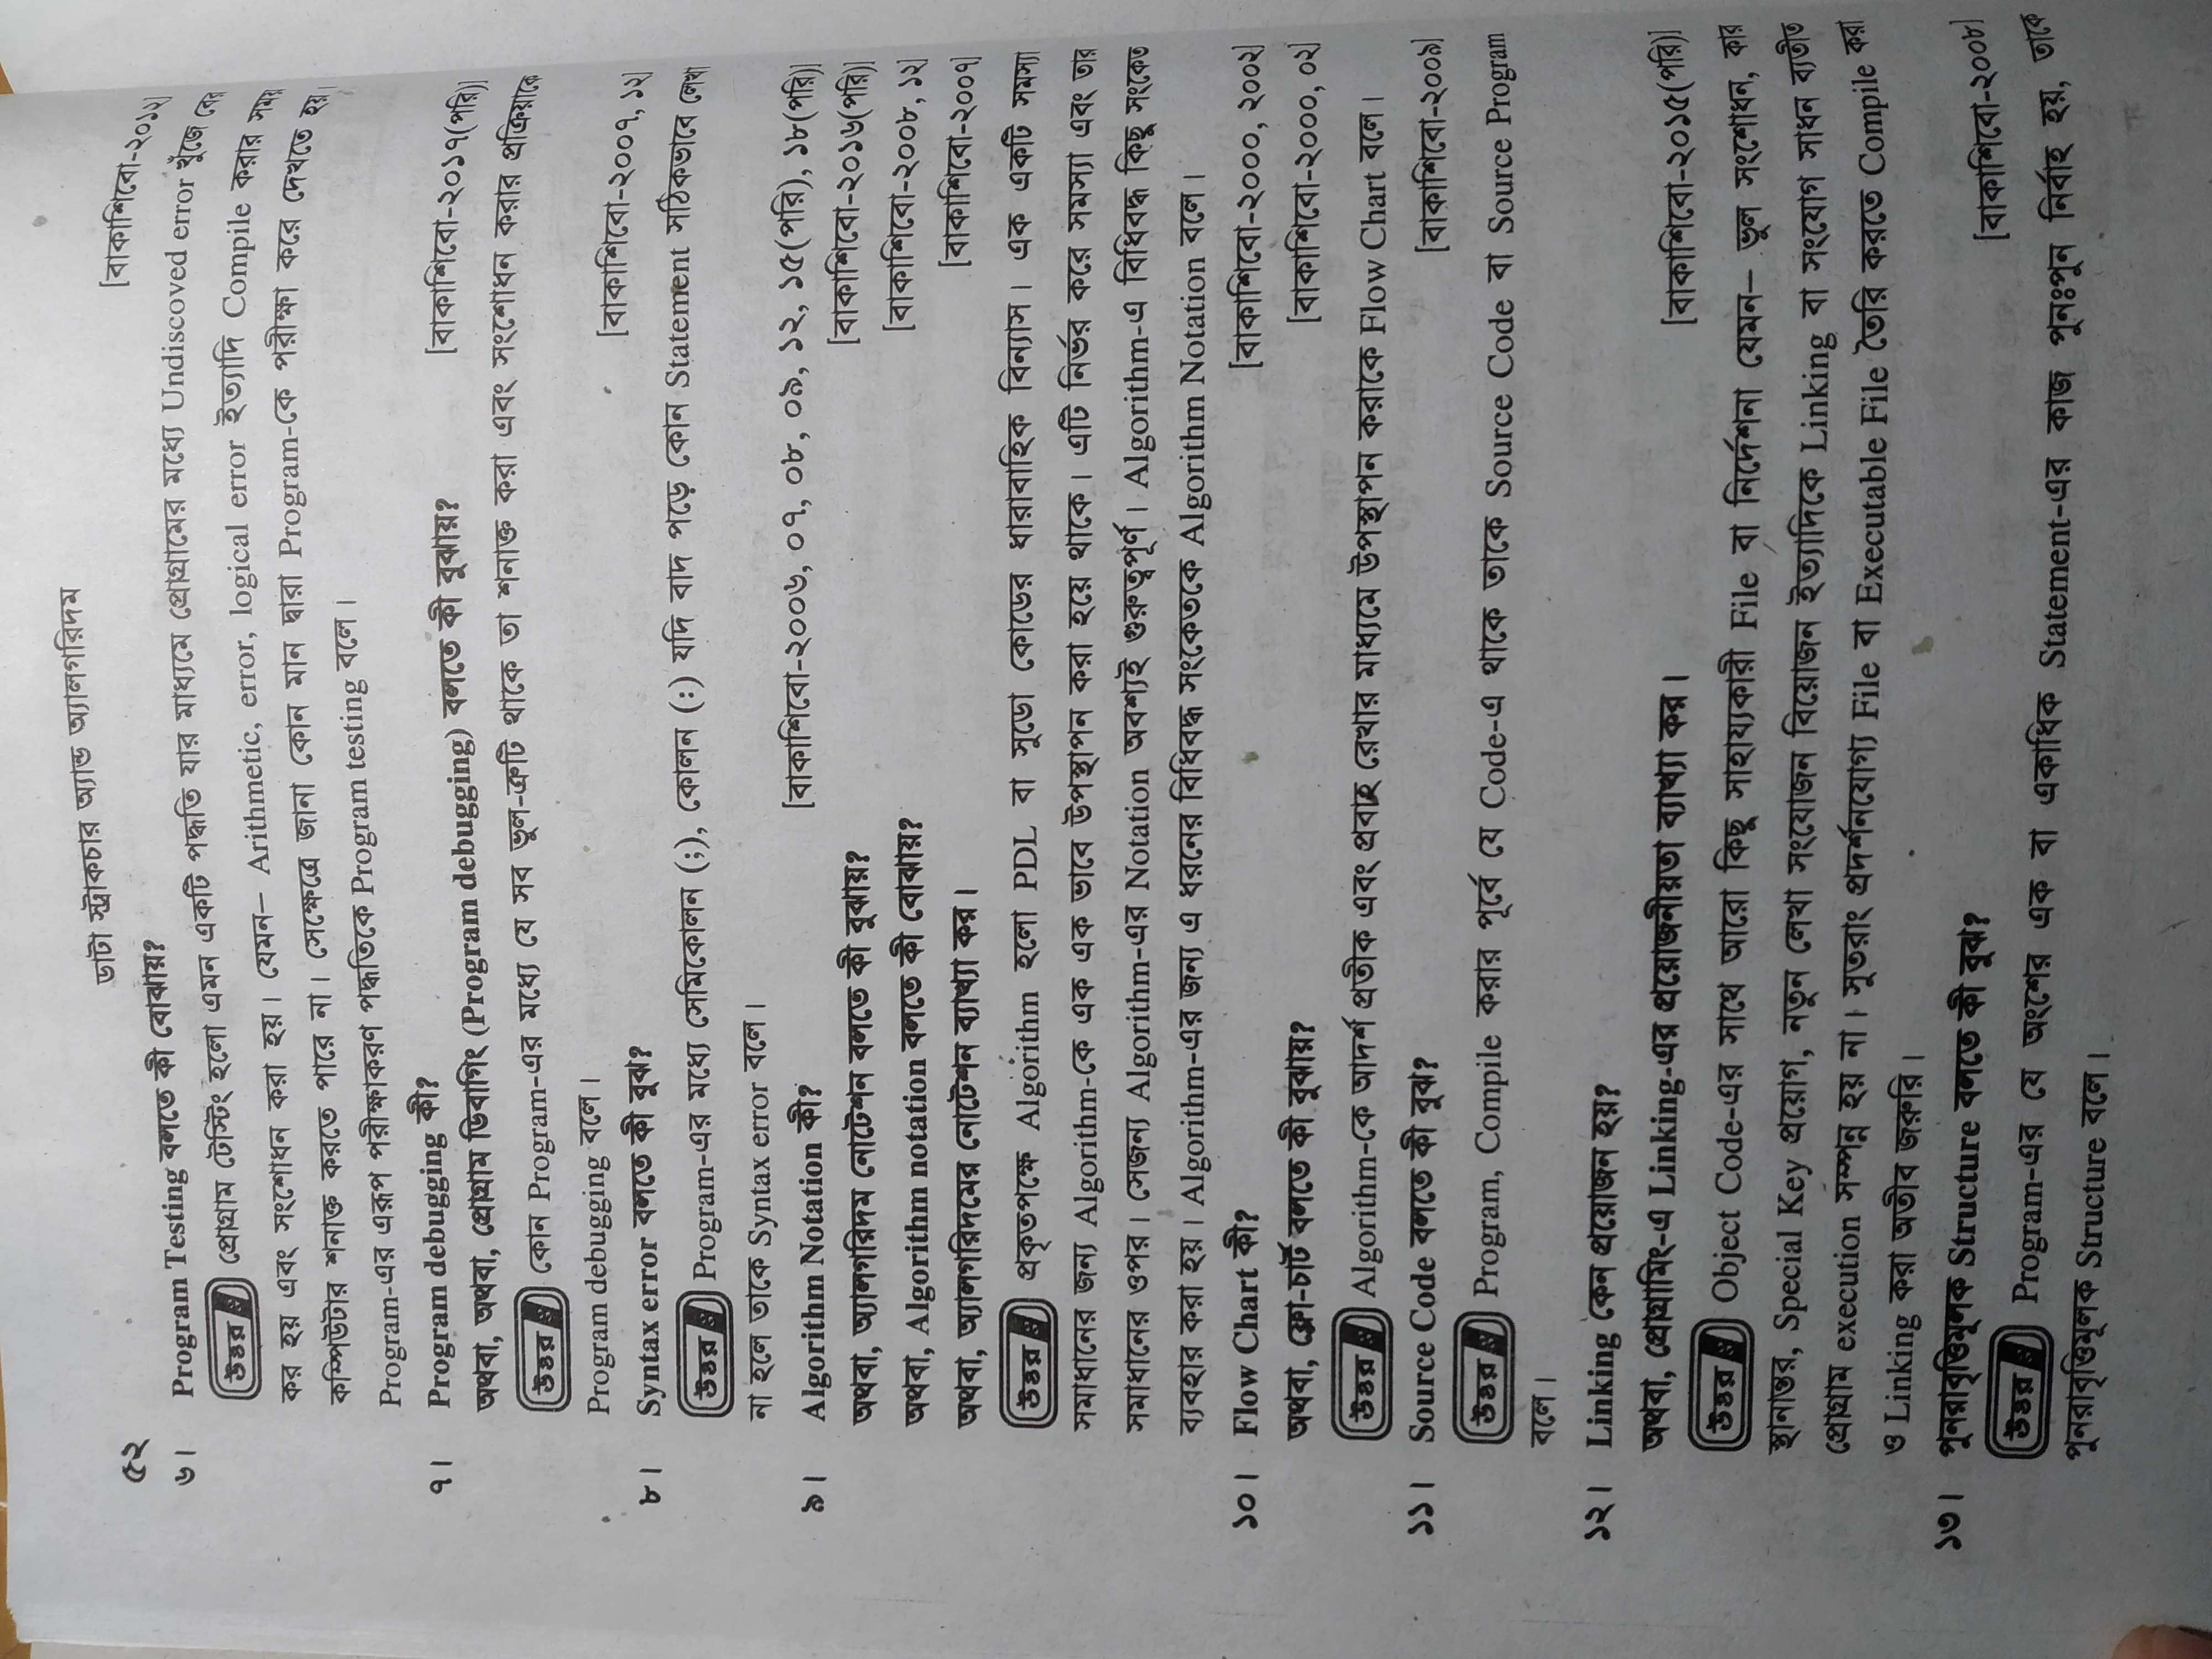 ৫২
ডাটা স্ট্রাকচার অ্যান্ড অ্যালগরিদম
৬। Program Testing বলতে কী বোঝায়? [বাকাশিবো-২০১২]
উত্তর প্রোগ্রাম টেস্টিং হলো এমন একটি পদ্ধতি যার মাধ্যমে প্রোগ্রামের মধ্যে Undiscoved error খুঁজে বের
কর হয় এবং সংশোধন করা হয়। যেমন– Arithmetic, error, logical error ইত্যাদি Compile করার সময়
কম্পিউটার শনাক্ত করতে পারে না। সেক্ষেত্রে জানা কোন মান দ্বারা Program-কে পরীক্ষা করে দেখতে হয়।
Program-এর এরূপ পরীক্ষাকরণ পদ্ধতিকে Program testing বলে।
৭। Program debugging কী? [বাকাশিবো-২০১৭(পরি)]
অথবা, অথবা, প্রোগ্রাম ডিবাগিং (Program debugging) বলতে কী বুঝায়?
উত্তর কোন Program-এর মধ্যে যে সব ভুল-ত্রুটি থাকে তা শনাক্ত করা এবং সংশোধন করার প্রক্রিয়াকে
Program debugging বলে।
৮। Syntax error বলতে কী বুঝ? [বাকাশিবো-২০০৭, ১২]
উত্তর Program-এর মধ্যে সেমিকোলন (;), কোলন (:) যদি বাদ পড়ে কোন Statement সঠিকভাবে লেখা
না হলে তাকে Syntax error বলে।
৯। Algorithm Notation কী? [বাকাশিবো-২০০৬, ০৭, ০৮, ০৯, ১২, ১৫(পরি), ১৮(পরি)]
অথবা, অ্যালগরিদম নোটেশন বলতে কী বুঝায়? [বাকাশিবো-২০১৬(পরি)]
অথবা, Algorithm notation বলতে কী বোঝায়? [বাকাশিবো-২০০৮, ১২]
অথবা, অ্যালগরিদমের নোটেশন ব্যাখ্যা কর। [বাকাশিবো-২০০৭]
উত্তর প্রকৃতপক্ষে Algorithm হলো PDL বা সুডো কোডের ধারাবাহিক বিন্যাস। এক একটি সমস্যা
সমাধানের জন্য Algorithm-কে এক এক ভাবে উপস্থাপন করা হয়ে থাকে। এটি নির্ভর করে সমস্যা এবং তার
সমাধানের ওপর। সেজন্য Algorithm-এর Notation অবশ্যই গুরুত্বপূর্ণ। Algorithm-এ বিধিবদ্ধ কিছু সংকেত
ব্যবহার করা হয়। Algorithm-এর জন্য এ ধরনের বিধিবদ্ধ সংকেতকে Algorithm Notation বলে।
১০। Flow Chart কী? [বাকাশিবো-২০০০, ২০০২]
অথবা, ফ্লো-চার্ট বলতে কী বুঝায়? [বাকাশিবো-২০০০, ০২]
উত্তর Algorithm-কে আদর্শ প্রতীক এবং প্রবাহ রেখার মাধ্যমে উপস্থাপন করাকে Flow Chart বলে।
১১। Source Code বলতে কী বুঝ? [বাকাশিবো-২০০৯]
উত্তর Program, Compile করার পূর্বে যে Code-এ থাকে তাকে Source Code বা Source Program
বলে।
১২। Linking কেন প্রয়োজন হয়?
অথবা, প্রোগ্রামিং-এ Linking-এর প্রয়োজনীয়তা ব্যাখ্যা কর। [বাকাশিবো-২০১৫(পরি)]
উত্তর Object Code-এর সাথে আরো কিছু সাহায্যকারী File বা নির্দেশনা যেমন– ভুল সংশোধন, কার
স্থানান্তর, Special Key প্রয়োগ, নতুন লেখা সংযোজন বিয়োজন ইত্যাদিকে Linking বা সংযোগ সাধন ব্যতীত
প্রোগ্রাম execution সম্পন্ন হয় না। সুতরাং প্রদর্শনযোগ্য File বা Executable File তৈরি করতে Compile করা
ও Linking করা অতীব জরুরি।
১৩। পুনরাবৃত্তিমূলক Structure বলতে কী বুঝ? [বাকাশিবো-২০০৮]
উত্তর Program-এর যে অংশের এক বা একাধিক Statement-এর কাজ পুনঃপুন নির্বাহ হয়, তাকে
পুনরাবৃত্তিমূলক Structure বলে।